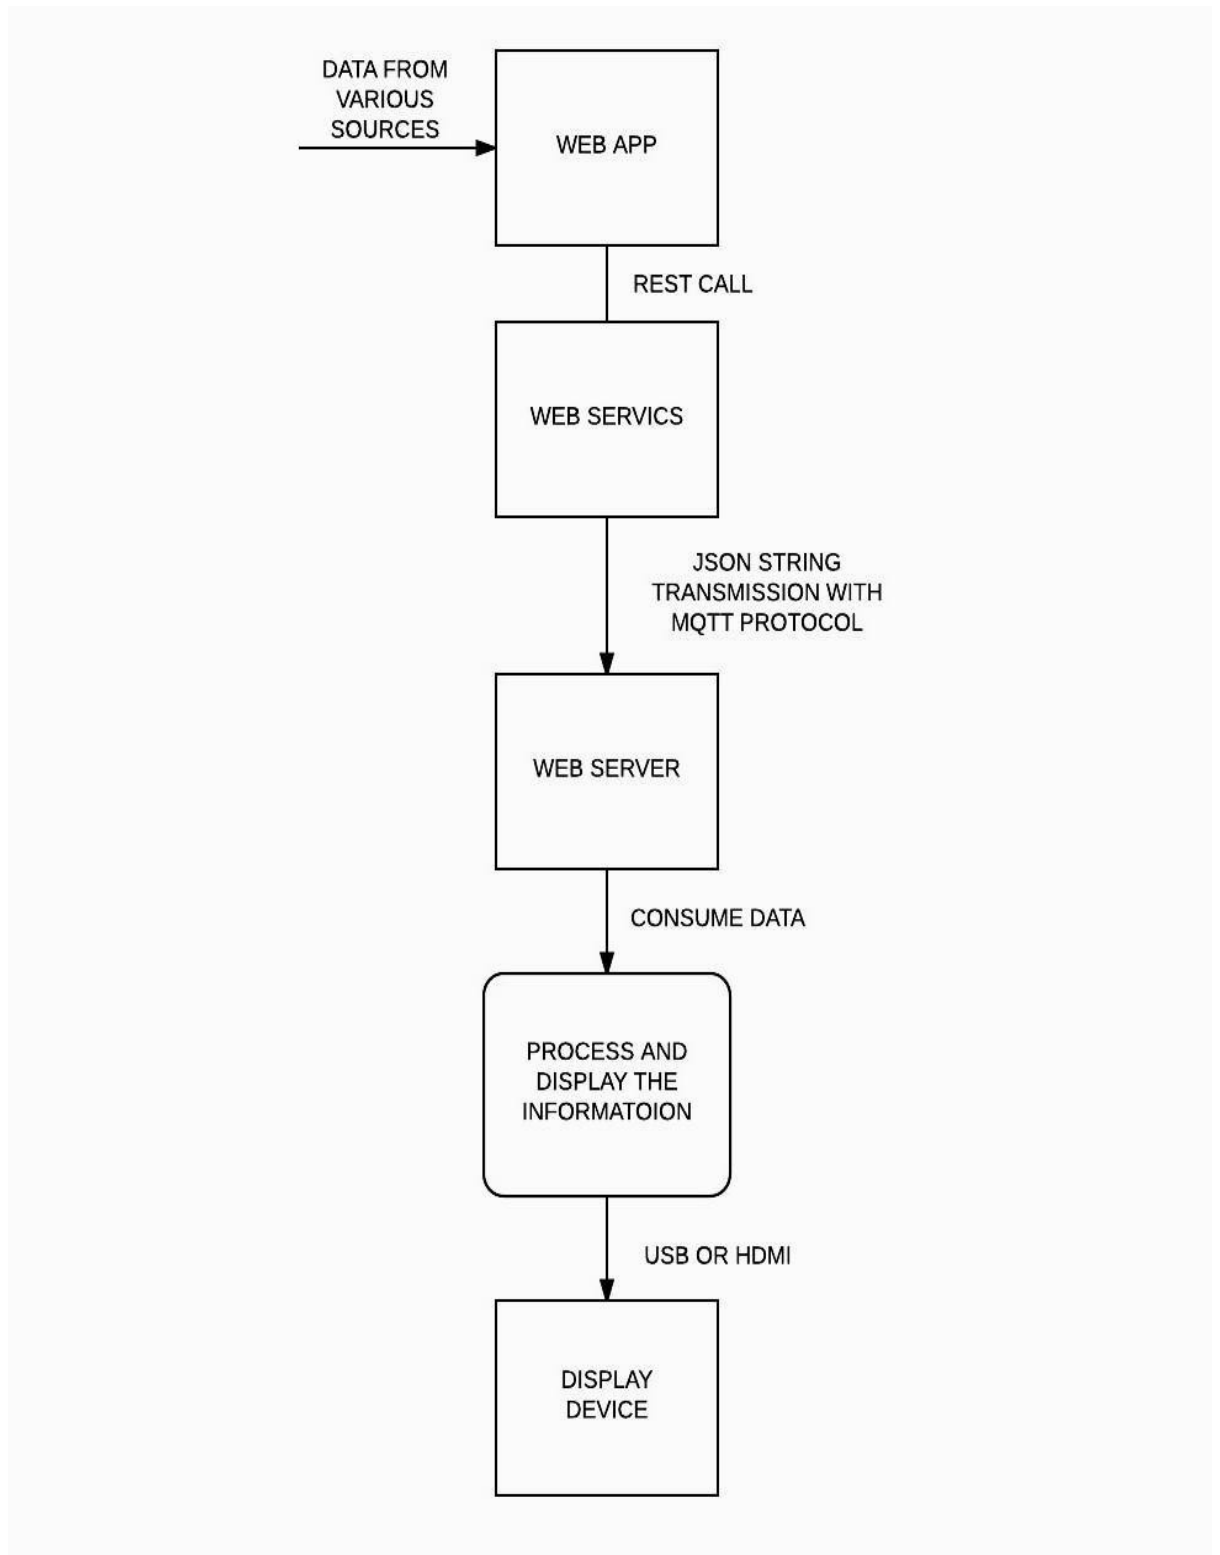 DATA FROM
VARIOUS
SOURCES
WEB APP
REST CALL
WEB SERVICS
JSON STRING
TRANSMISSION WITH
MQTT PROTOCOL
WEB SERVER
CONSUME DATA
PROCESS AND
DISPLAY THE
INFORMATOION
USB OR HDMI
DISPLAY
DEVICE